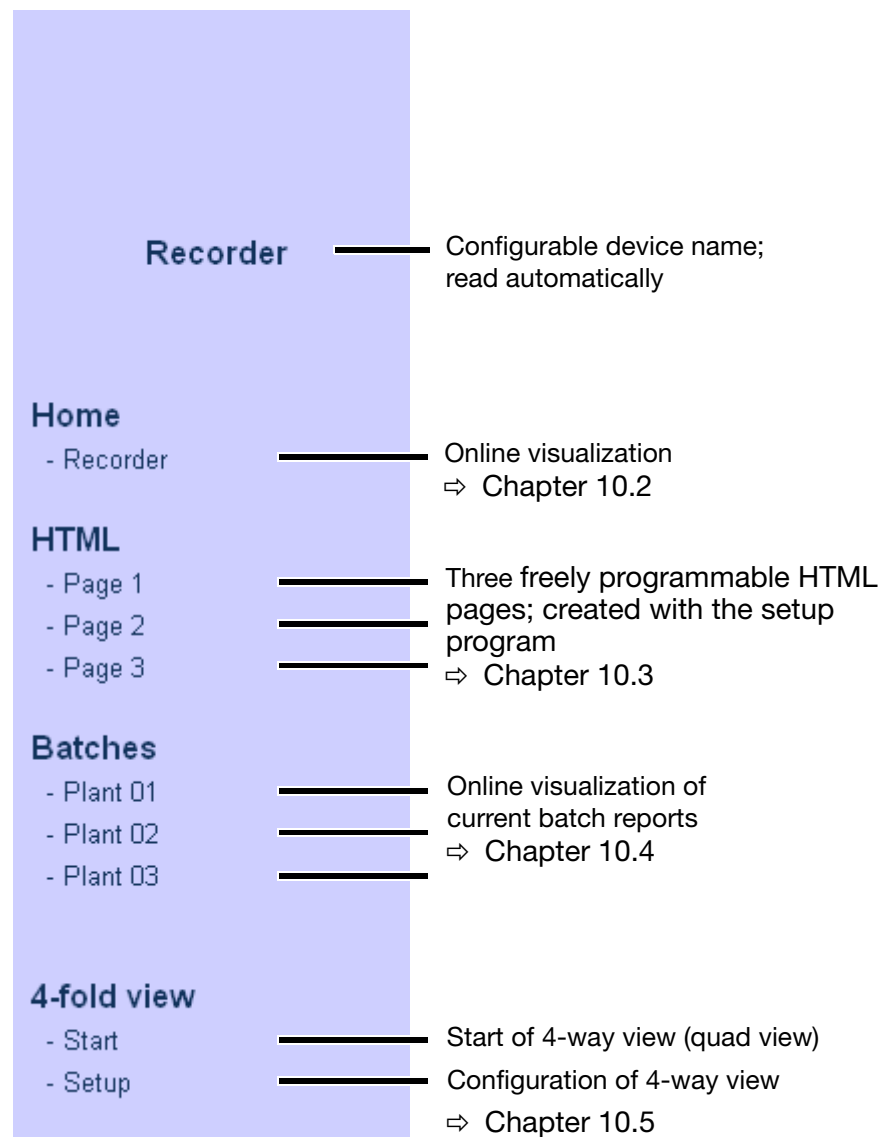 Recorder
Configurable device name;
read automatically
Home
- Recorder
Online visualization
⇨ Chapter 10.2
HTML
- Page 1
- Page 2
- Page 3
Three freely programmable HTML
pages; created with the setup
program
⇨ Chapter 10.3
Batches
- Plant 01
- Plant 02
- Plant 03
Online visualization of
current batch reports
⇨ Chapter 10.4
4-fold view
- Start
Start of 4-way view (quad view)
- Setup
Configuration of 4-way view
⇨ Chapter 10.5